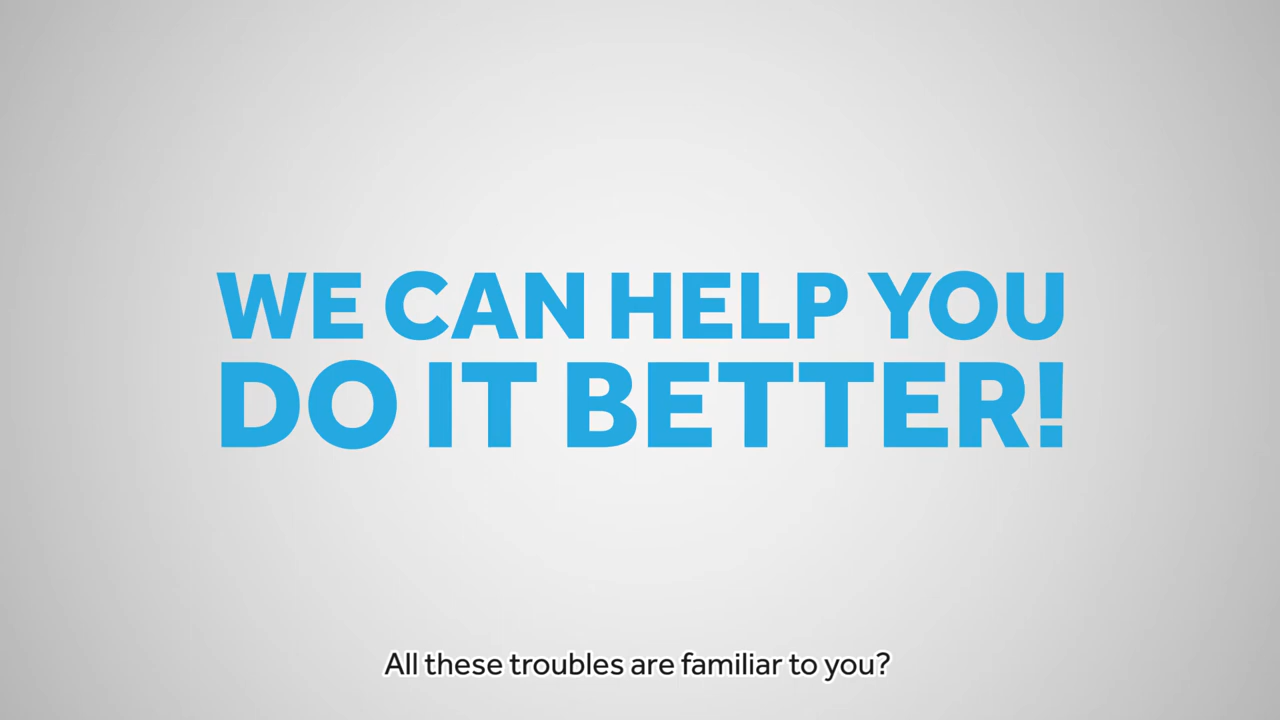 WE CAN HELP YOU
DO IT BETTER!
All these troubles are familiar to you?